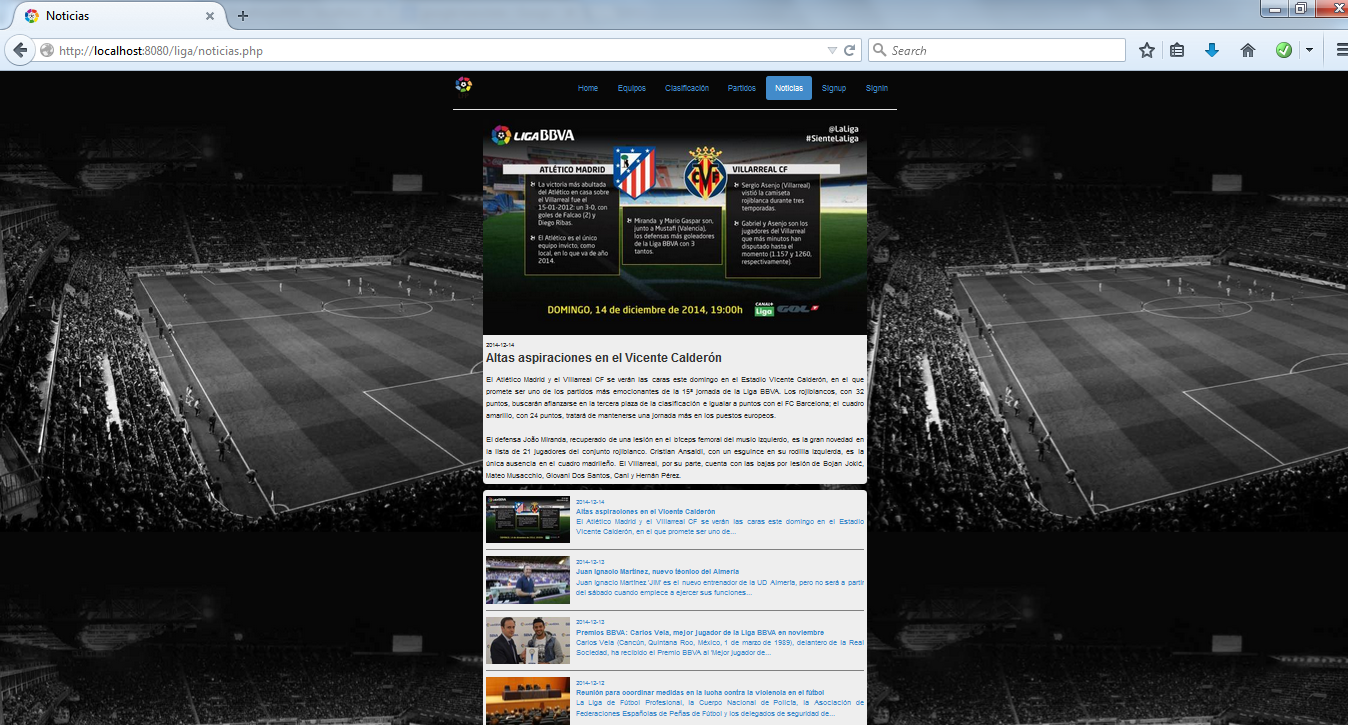 Noticias
http://localhost:8080/liga/noticias.php
Search
Home Equipos Clasificación Partidos Noticias Signup Signin
LIGA BBVA
@LaLiga
#SienteLaLiga
ATLÉTICO MADRID
VILLARREAL CF
La victoria más abultada
del Atlético en casa sobre
el Villarreal fue el
15-01-2012: un 3-0, con
goles de Falcao (2) y
Diego Ribas.
El Atlético es el único
equipo invicto, como
local, en lo que va de año
2014.
Miranda y Mario Gaspar son,
junto a Mustafi (Valencia),
los defensas más goleadores
de la Liga BBVA con 3
tantos.
Sergio Asenjo (Villarreal)
vistió la camiseta
rojiblanca durante tres
temporadas.
Gabriel y Asenjo son los
jugadores del Villarreal
que más minutos han
disputado hasta el
momento (1.157 y 1260,
respectivamente).
DOMINGO, 14 de diciembre de 2014, 19:00h
CANAL+
Liga
GOL
2014-12-14
Altas aspiraciones en el Vicente Calderón
El Atlético Madrid y el Villarreal CF se verán las caras este domingo en el Estadio Vicente Calderón, en el que
promete ser uno de los partidos más emocionantes de la 15ª jornada de la Liga BBVA. Los rojiblancos, con 32
puntos, buscarán afianzarse en la tercera plaza de la clasificación e igualar a puntos con el FC Barcelona; el cuadro
amarillo, con 24 puntos, tratará de mantenerse una jornada más en los puestos europeos.
El defensa João Miranda, recuperado de una lesión en el bíceps femoral del muslo izquierdo, es la gran novedad en
la lista de 21 jugadores del conjunto rojiblanco. Cristian Ansaldi, con un esguince en su rodilla izquierda, es la
única ausencia en el cuadro madrileño. El Villarreal, por su parte, cuenta con las bajas por lesión de Bojan Jokić,
Mateo Musacchio, Giovani Dos Santos, Cani y Hernán Pérez.
2014-12-14
Altas aspiraciones en el Vicente Calderón
El Atlético Madrid y el Villarreal CF se verán las caras este domingo en el Estadio
Vicente Calderón, en el que promete ser uno de...
2014-12-13
Juan Ignacio Martínez, nuevo técnico del Almería
Juan Ignacio Martínez 'JIM' es el nuevo entrenador de la UD Almería, pero no será a partir
del sábado cuando empiece a ejercer sus funciones...
2014-12-12
Premios BBVA: Carlos Vela, mejor jugador de la Liga BBVA en noviembre
Carlos Vela (Cancún, Quintana Roo, México, 1 de marzo de 1989), delantero de la Real
Sociedad, ha recibido el Premio BBVA al 'Mejor jugador de...
2014-12-12
Reunión para coordinar medidas en la lucha contra la violencia en el fútbol
La Liga de Fútbol Profesional, la Cuerpo Nacional de Policía, la Asociación de
Federaciones Españolas de Peñas de Fútbol y los delegados de seguridad de...